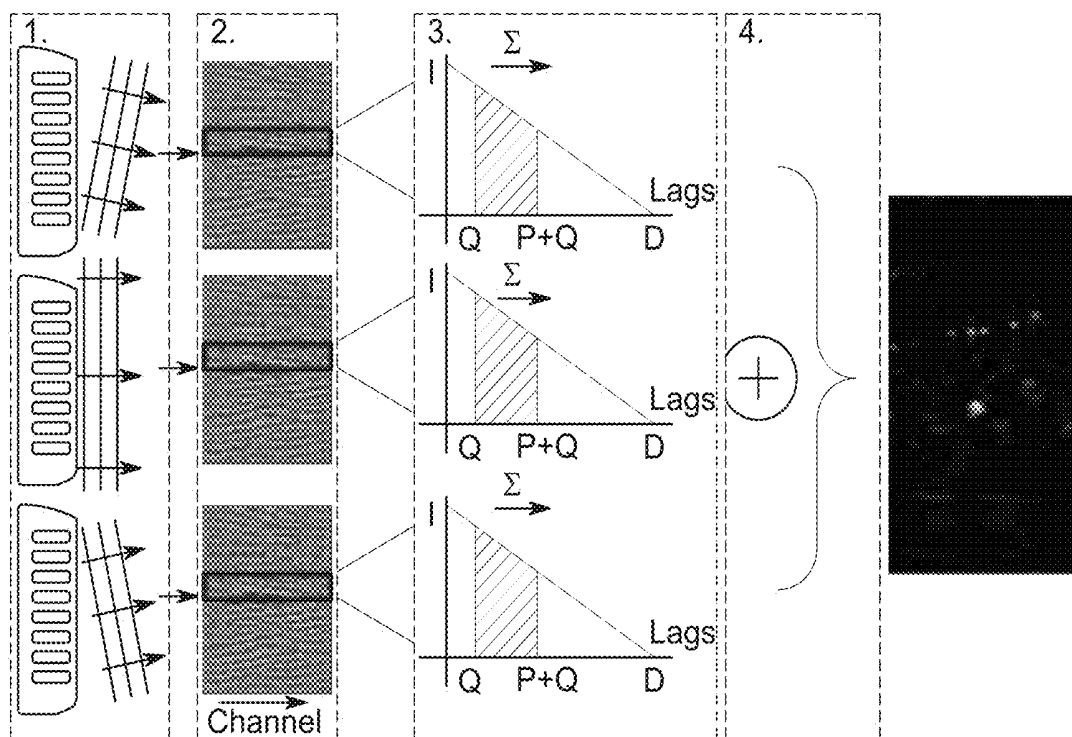 1.
2.
3.
4.
Σ
I
Lags
Q P+Q D
Σ
I
Lags
Q P+Q D
Σ
I
Lags
Q P+Q D
Channel